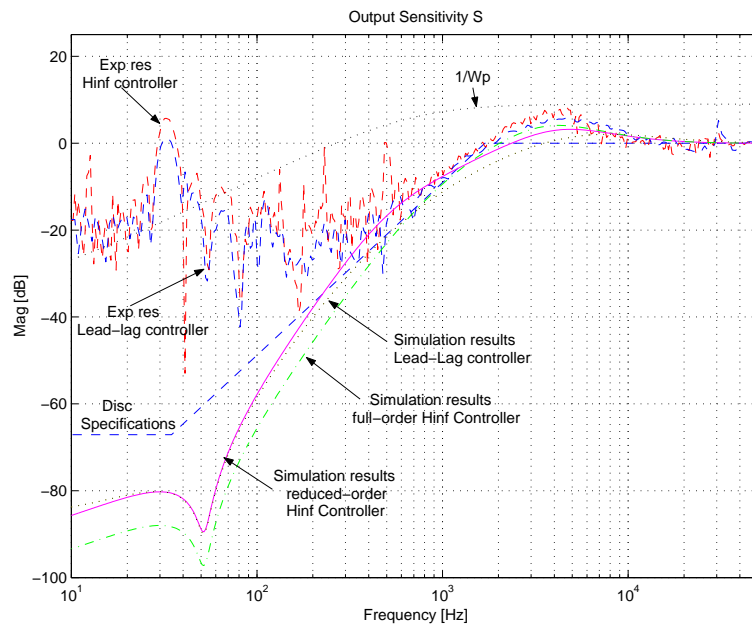 Output Sensitivity S
20
0
−20
−40
−60
−80
−100
Mag [dB]
Exp res
Hinf controller
1/Wp
Exp res
Lead−lag controller
Simulation results
Lead−Lag controller
Disc
Specifications
Simulation results
full−order Hinf Controller
Simulation results
reduced−order
Hinf Controller
10^1
10^2
10^3
10^4
Frequency [Hz]